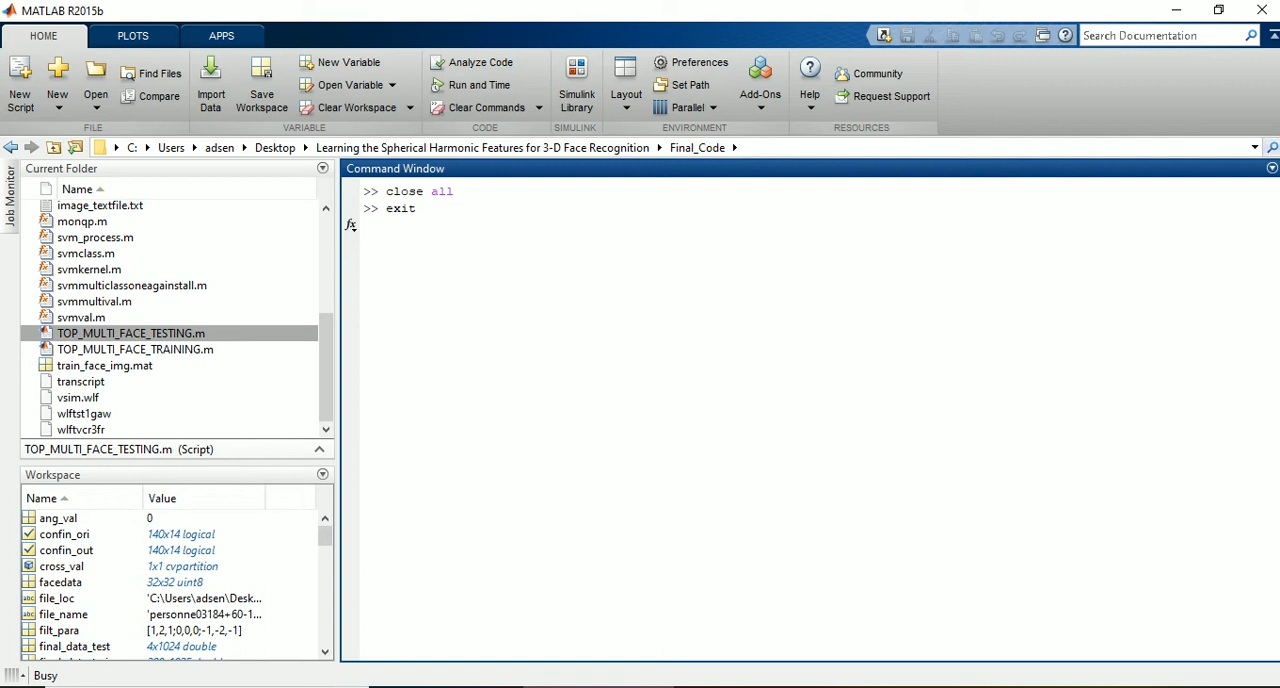 MATLAB R2015b
HOME
PLOTS
APPS
Search Documentation
New Script
New
Open
Find Files
Compare
FILE
Import Data
Save Workspace
New Variable
Open Variable
Clear Workspace
VARIABLE
Analyze Code
Run and Time
Clear Commands
CODE
Simulink Library
SIMULINK
Layout
Preferences
Set Path
Parallel
ENVIRONMENT
Add-Ons
Help
Community
Request Support
RESOURCES
C: Users adsen Desktop Learning the Spherical Harmonic Features for 3-D Face Recognition Final_Code
Job Monitor
Current Folder
Name
image_textfile.txt
monqp.m
svm_process.m
svmclass.m
svmkernel.m
svmmulticlassoneagainstall.m
svmmultival.m
svmval.m
TOP_MULTI_FACE_TESTING.m
TOP_MULTI_FACE_TRAINING.m
train_face_img.mat
transcript
vsim.wlf
wlftst1gaw
wlftvcr3fr
TOP_MULTI_FACE_TESTING.m (Script)
Workspace
Name Value
ang_val 0
confin_ori 140x14 logical
confin_out 140x14 logical
cross_val 1x1 cvpartition
facedata 32x32 uint8
file_loc 'C:\Users\adsen\Desk...
file_name 'personne03184+60-1...
filt_para [1,2,1;0,0,0;-1,-2,-1]
final_data_test 4x1024 double
Command Window
>> close all
>> exit
fx
Busy